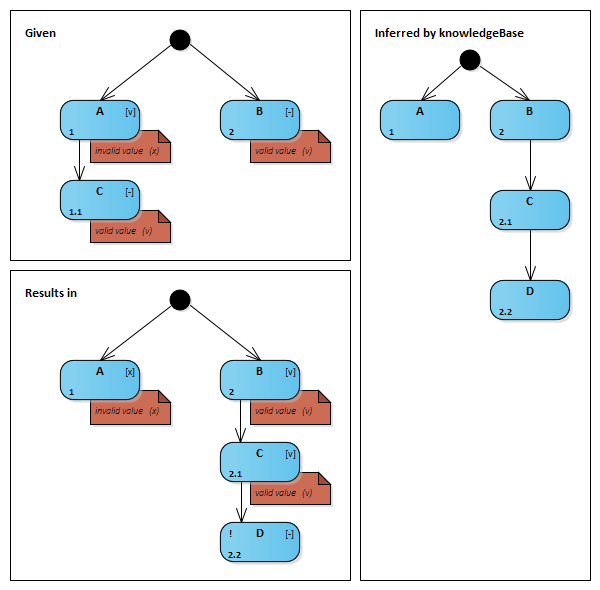 Given
A [v]
1
invalid value (x)
B [-]
2
valid value (v)
C [-]
1.1
valid value (v)
Results in
A [x]
1
invalid value (x)
B [v]
2
valid value (v)
C [v]
2.1
valid value (v)
! D [-]
2.2
Inferred by knowledgeBase
A
1
B
2
C
2.1
D
2.2